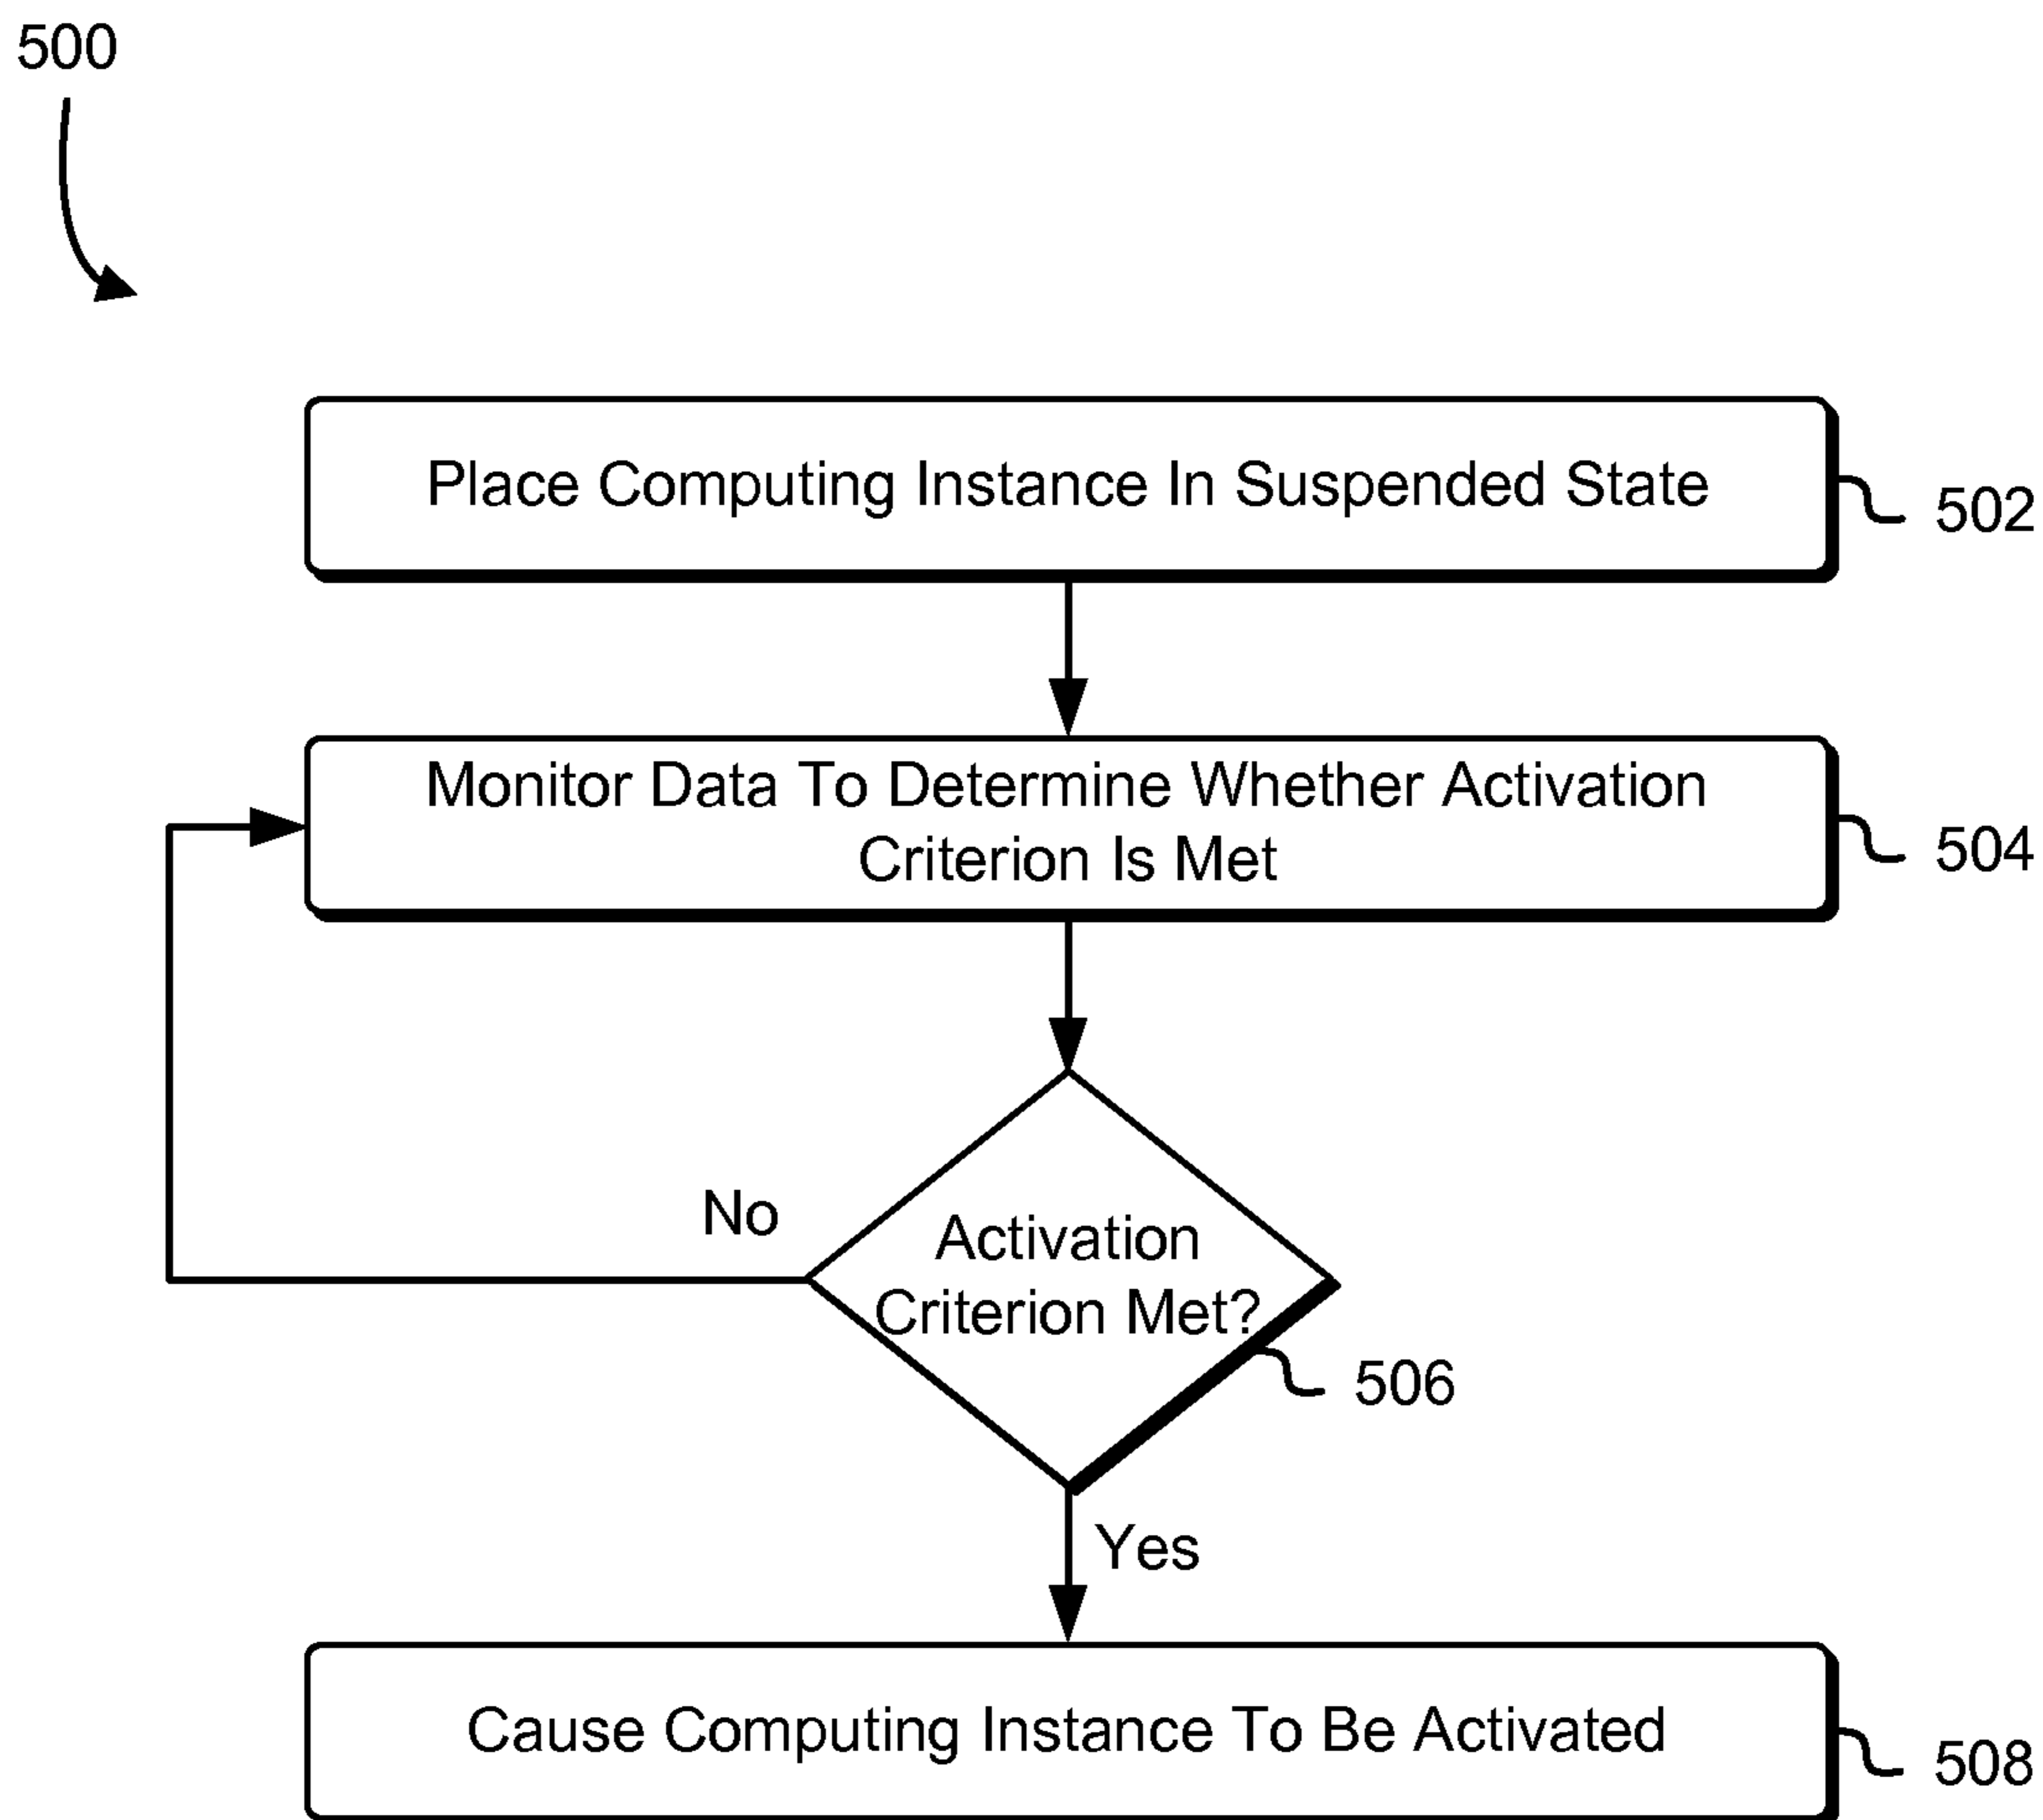 500
Place Computing Instance In Suspended State
502
Monitor Data To Determine Whether Activation
Criterion Is Met
504
No
Activation
Criterion Met?
506
Yes
Cause Computing Instance To Be Activated
508